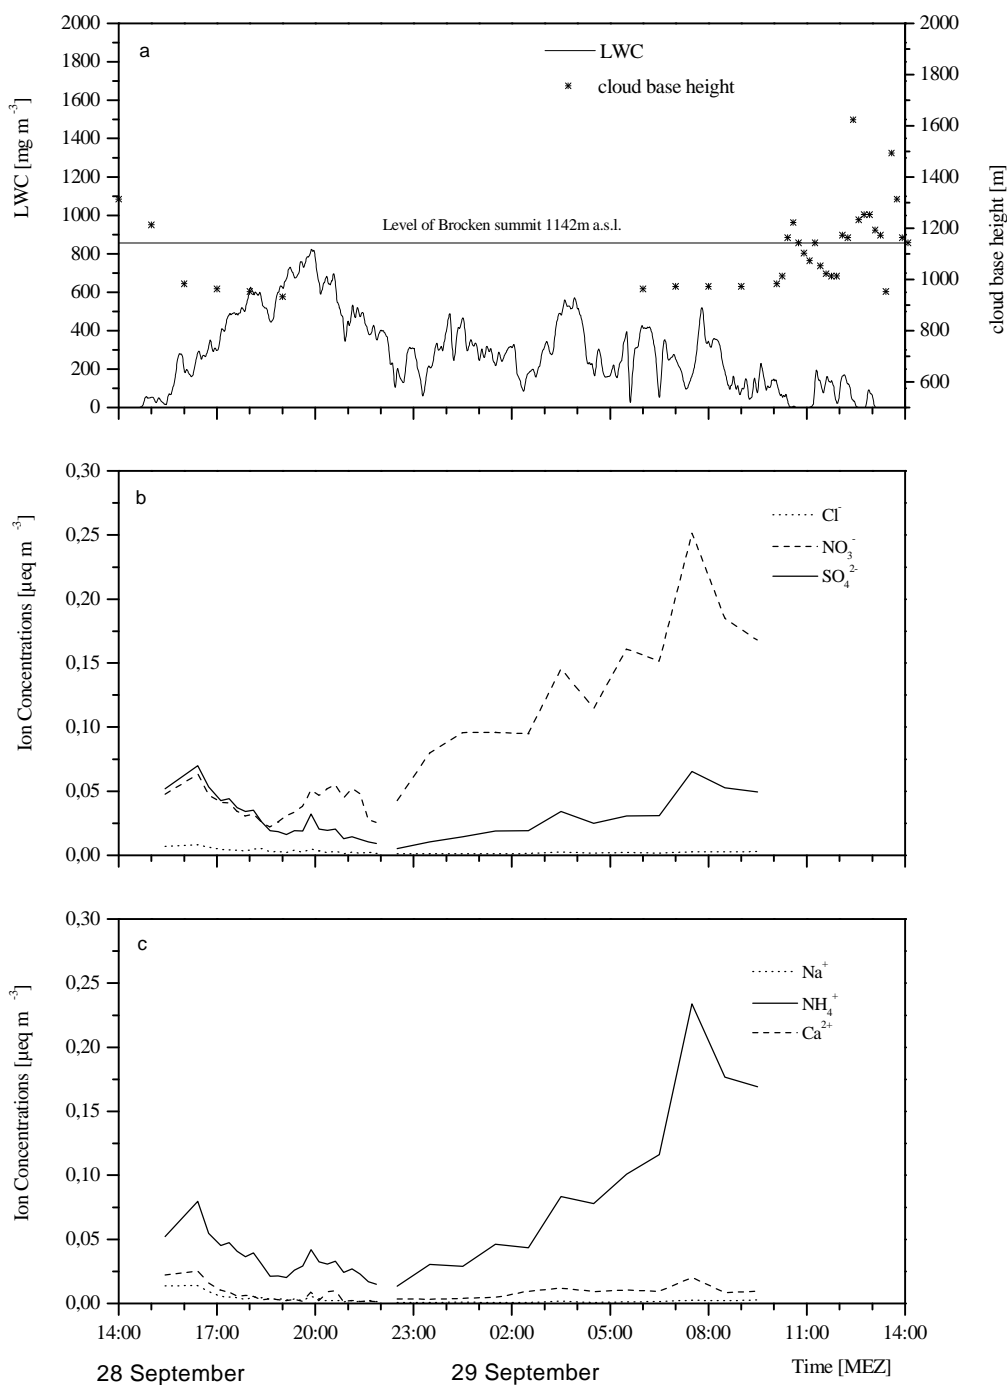 2000
1800
1600
1400
1200
1000
800
600
400
200
0
LWC [mg m⁻³]
a
LWC
cloud base height
Level of Brocken summit 1142m a.s.l.
2000
1800
1600
1400
1200
1000
800
600
cloud base height [m]
0,30
0,25
0,20
0,15
0,10
0,05
0,00
Ion Concentrations [µeq m⁻³]
b
Cl⁻
NO₃⁻
SO₄²⁻
0,30
0,25
0,20
0,15
0,10
0,05
0,00
Ion Concentrations [µeq m⁻³]
c
Na⁺
NH₄⁺
Ca²⁺
14:00 17:00 20:00 23:00 02:00 05:00 08:00 11:00 14:00
28 September 29 September Time [MEZ]